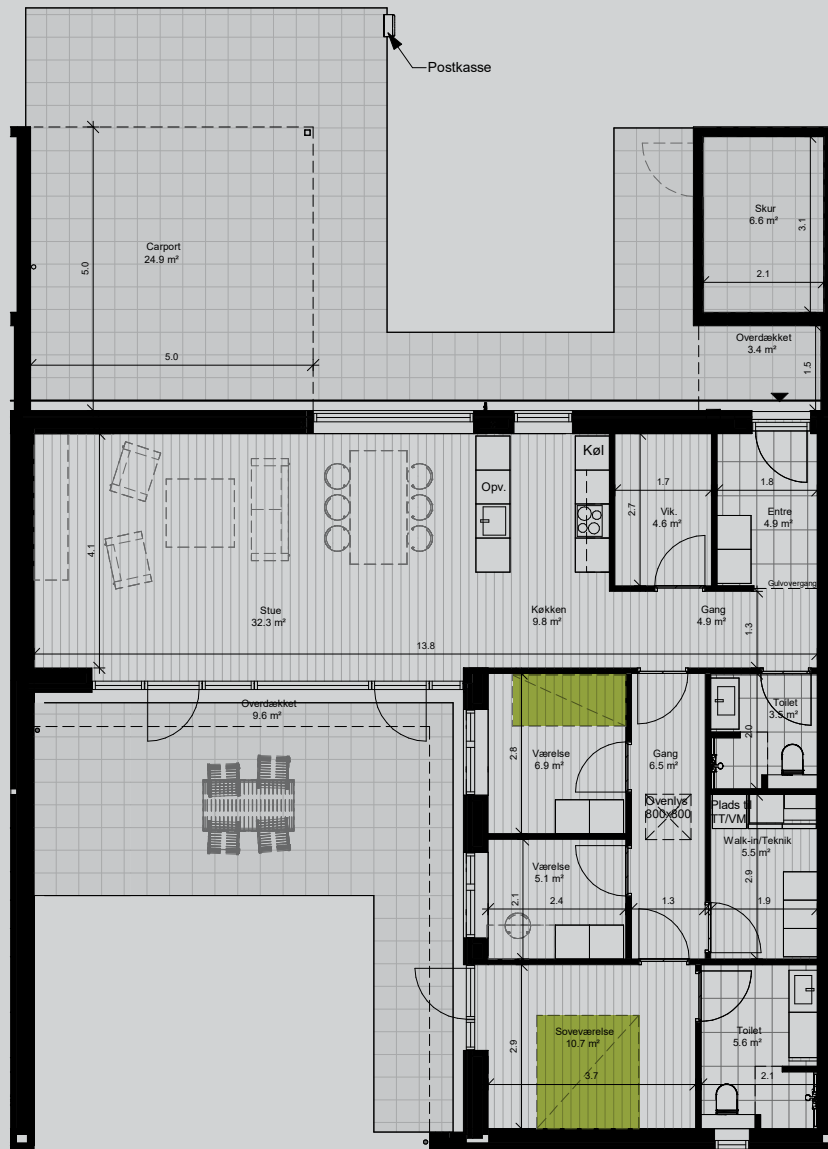 Postkasse
Skur
6.6 m²
3.1
2.1
Carport
24.9 m²
5.0
5.0
Overdækket
3.4 m²
1.5
Køl
Opv.
1.7
2.7
Vik.
4.6 m²
1.8
Entre
4.9 m²
4.1
Gulvovergang
Stue
32.3 m²
Køkken
9.8 m²
Gang
4.9 m²
1.3
13.8
Overdækket
9.6 m²
Toilet
3.5 m²
2.0
2.8
Værelse
6.9 m²
Gang
6.5 m²
Ovenlys
800x800
Plads til
TT/VM
Walk-in/Teknik
5.5 m²
2.9
Værelse
5.1 m²
2.1
2.4
1.3
1.9
Soveværelse
10.7 m²
2.9
3.7
Toilet
5.6 m²
2.1